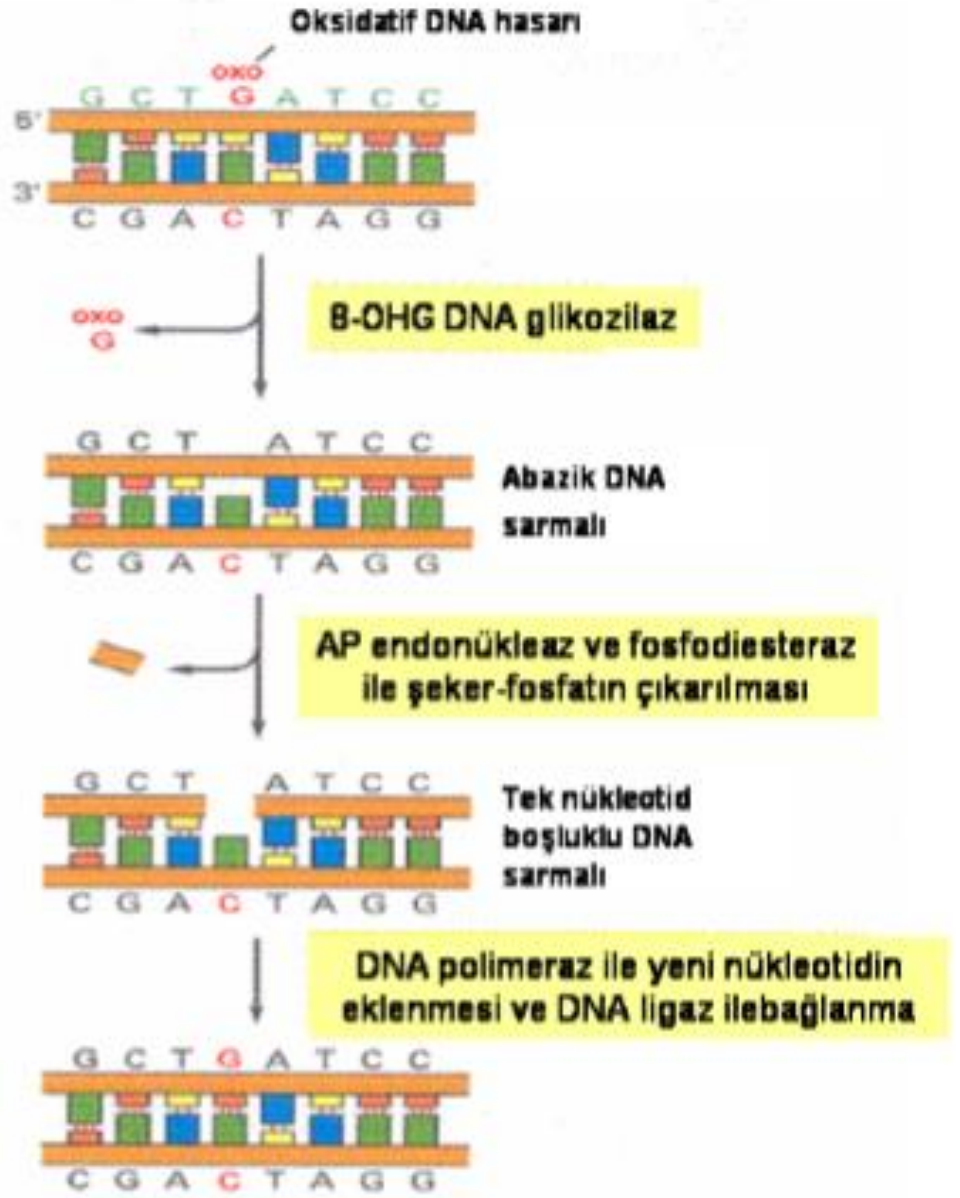 Oksidatif DNA hasarı
oxo
G C T G A T C C
5'
3'
C G A C T A G G
8-OHG DNA glikozilaz
oxo
G
G C T A T C C
Abazik DNA
sarmalı
C G A C T A G G
AP endonükleaz ve fosfodiesteraz
ile şeker-fosfatın çıkarılması
G C T A T C C
Tek nükleotid
boşluklu DNA
sarmalı
C G A C T A G G
DNA polimeraz ile yeni nükleotidin
eklenmesi ve DNA ligaz ilebağlanma
G C T G A T C C
C G A C T A G G